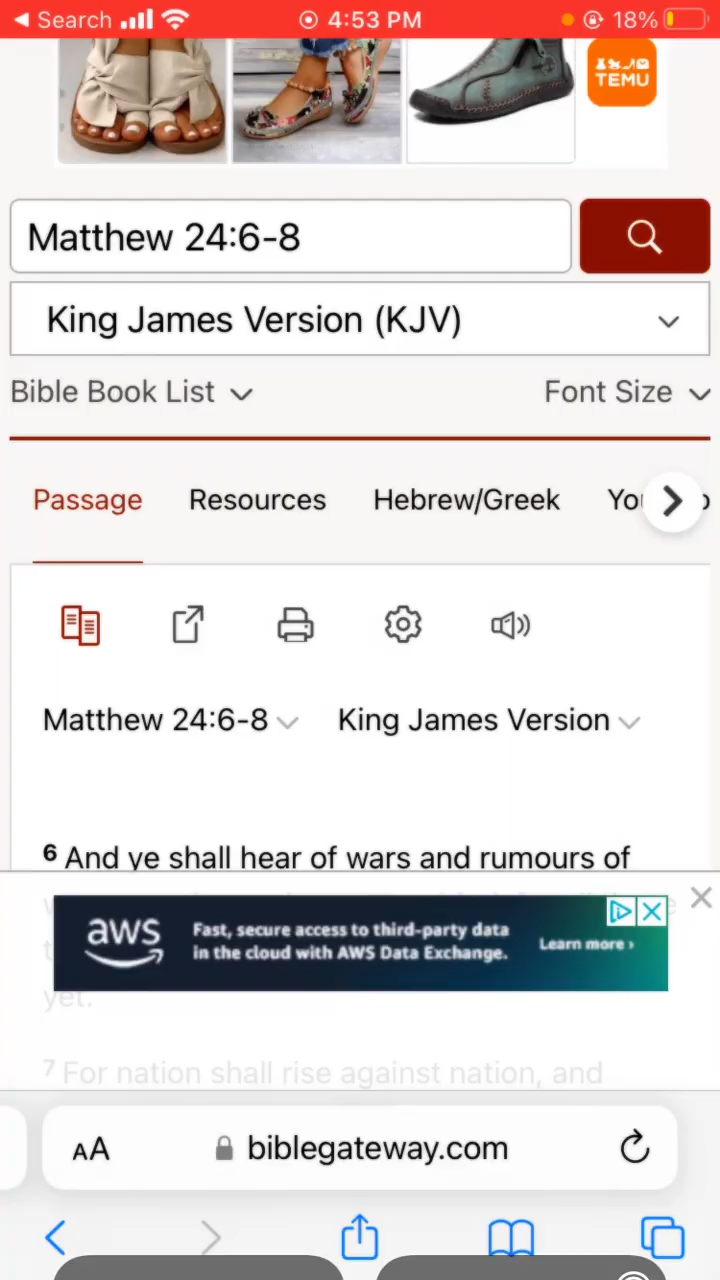 Search 4:53 PM 18%
TEMU
Matthew 24:6-8
King James Version (KJV)
Bible Book List Font Size
Passage Resources Hebrew/Greek
Matthew 24:6-8 King James Version
6 And ye shall hear of wars and rumours of
aws Fast, secure access to third-party data
in the cloud with AWS Data Exchange.
Learn more ›
yet.
7 For nation shall rise against nation, and
AA biblegateway.com